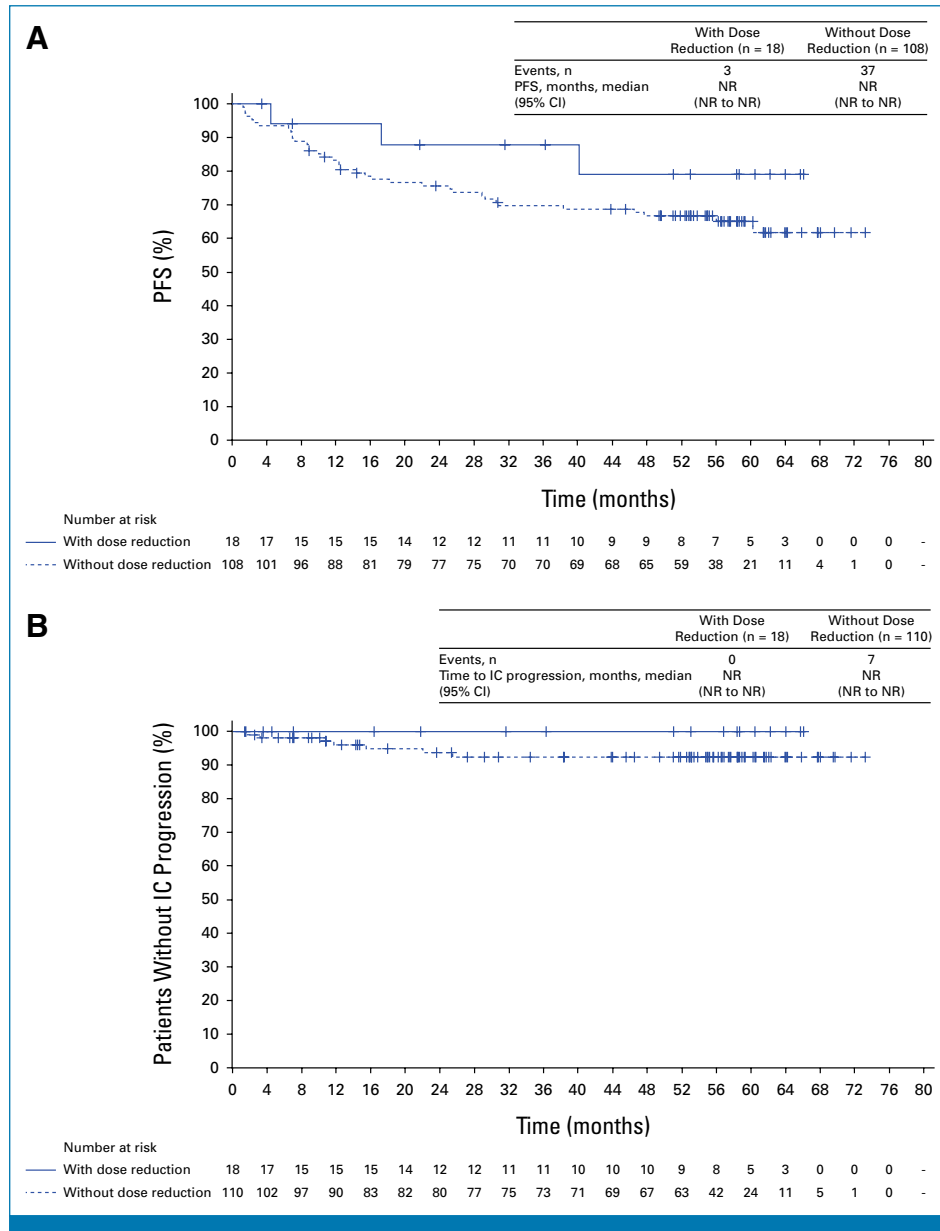 A
With Dose Reduction (n = 18) Without Dose Reduction (n = 108)
Events, n 3 37
PFS, months, median NR NR
(95% CI) (NR to NR) (NR to NR)
100
90
80
70
60
50
40
30
20
10
0
PFS (%)
0 4 8 12 16 20 24 28 32 36 40 44 48 52 56 60 64 68 72 76 80
Time (months)
Number at risk
With dose reduction 18 17 15 15 15 14 12 12 11 11 10 9 9 8 7 5 3 0 0 0 -
Without dose reduction 108 101 96 88 81 79 77 75 70 70 69 68 65 59 38 21 11 4 1 0 -
B
With Dose Reduction (n = 18) Without Dose Reduction (n = 110)
Events, n 0 7
Time to IC progression, months, median NR NR
(95% CI) (NR to NR) (NR to NR)
100
90
80
70
60
50
40
30
20
10
0
Patients Without IC Progression (%)
0 4 8 12 16 20 24 28 32 36 40 44 48 52 56 60 64 68 72 76 80
Time (months)
Number at risk
With dose reduction 18 17 15 15 15 14 12 12 11 11 10 10 10 9 8 5 3 0 0 0 -
Without dose reduction 110 102 97 90 83 82 80 77 75 73 71 69 67 63 42 24 11 5 1 0 -